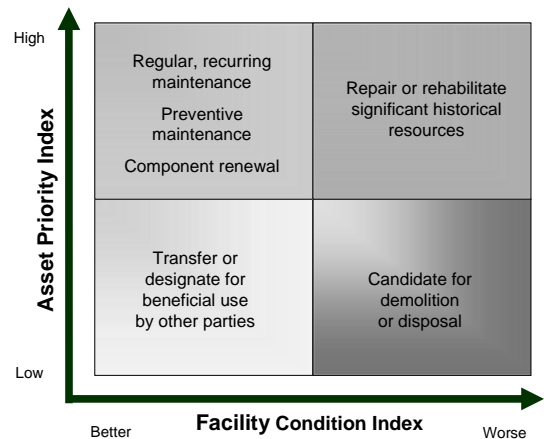 High
Asset Priority Index
Low
Regular, recurring
maintenance
Preventive
maintenance
Component renewal
Repair or rehabilitate
significant historical
resources
Transfer or
designate for
beneficial use
by other parties
Candidate for
demolition
or disposal
Better
Facility Condition Index
Worse